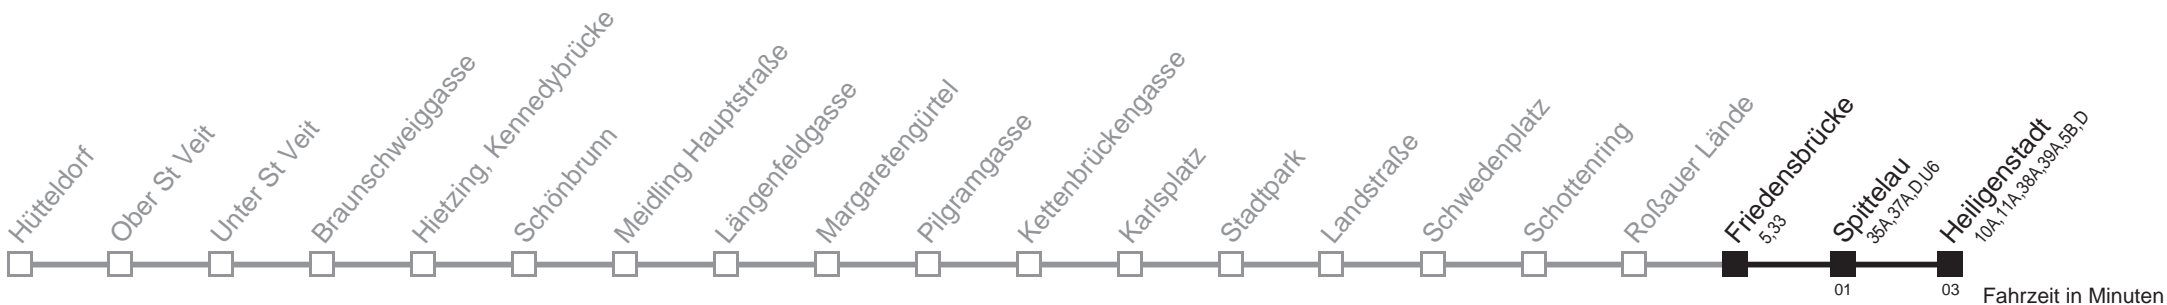 Hütteldorf
Ober St Veit
Unter St Veit
Braunschweiggasse
Hietzing, Kennedybrücke
Schönbrunn
Meidling Hauptstraße
Längenfeldgasse
Margaretengürtel
Pilgramgasse
Kettenbrückengasse
Karlsplatz
Stadtpark
Landstraße
Schwedenplatz
Schottenring
Roßauer Lände
Friedensbrücke
5,33
Spittelau
35A,37A,D,U6
Heiligenstadt
10A,11A,38A,39A,5B,D
01
03
Fahrzeit in Minuten